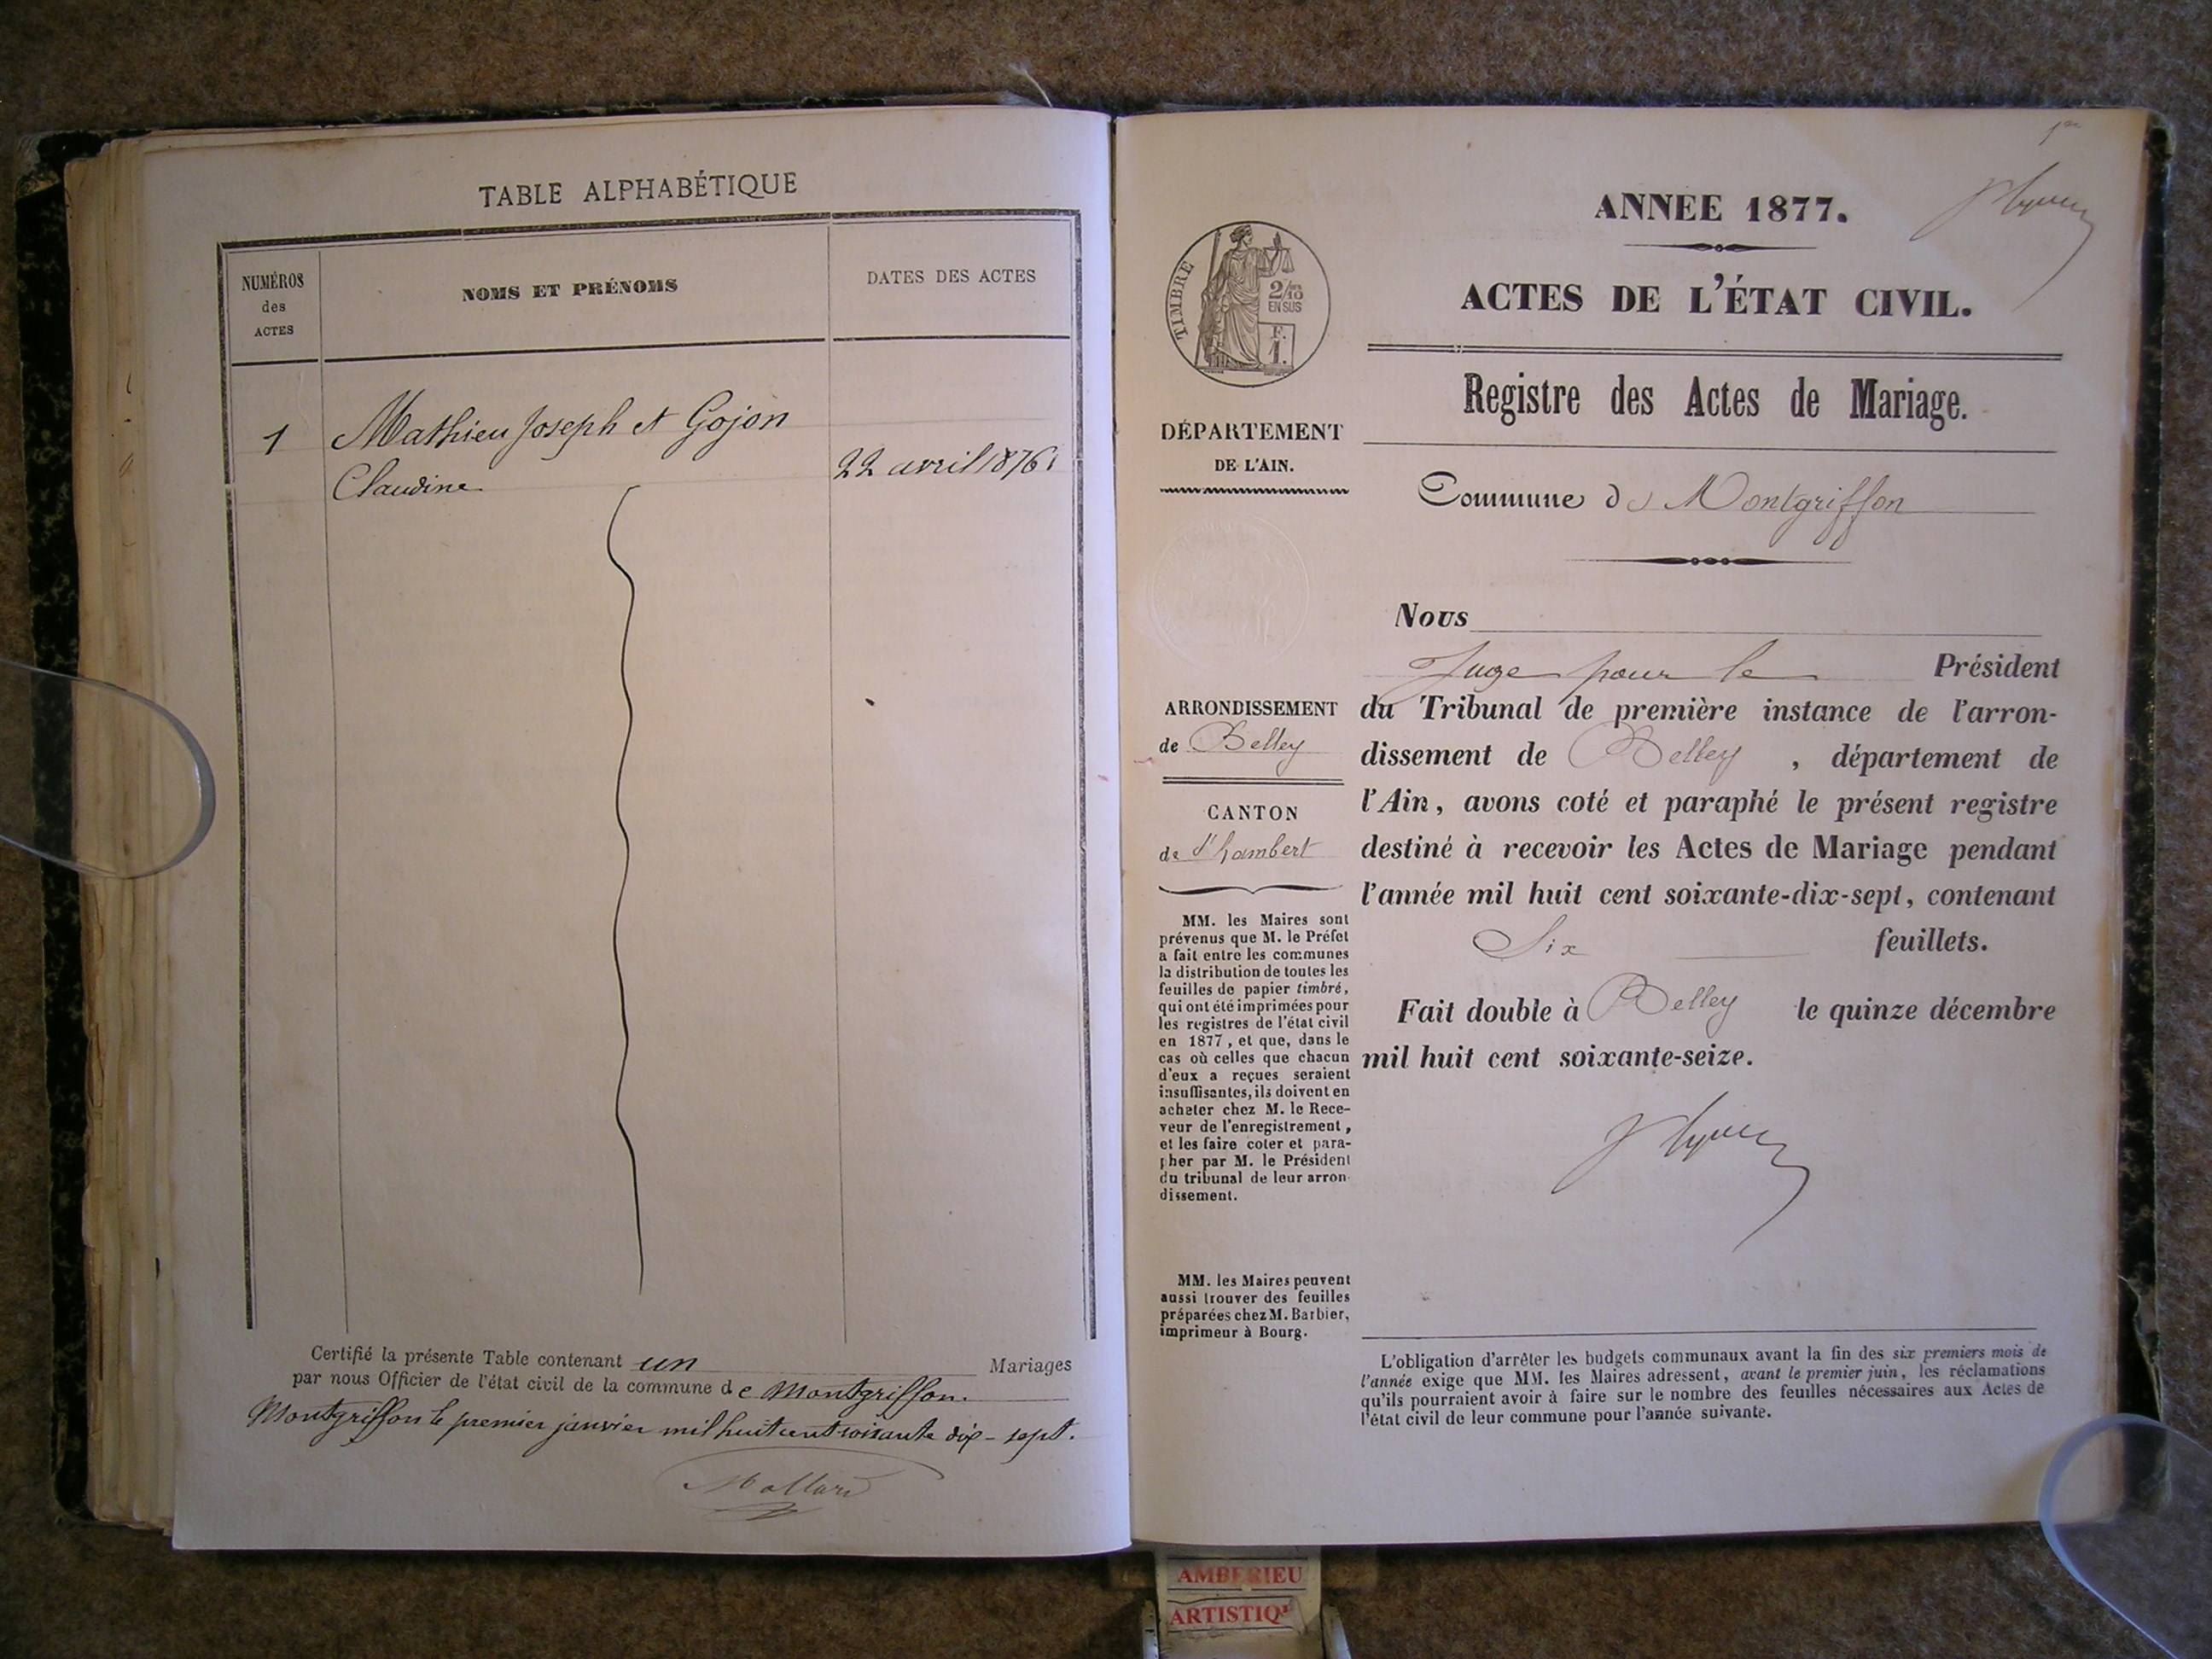 TABLE ALPHABÉTIQUE
NUMÉROS
des
ACTES
NOMS ET PRÉNOMS
DATES DES ACTES
1
Mathieu Joseph et Gojon
Claudine
22 avril 1876
Certifié la présente Table contenant un Mariages
par nous Officier de l'état civil de la commune de Montgriffon.
Montgriffon le premier janvier mil huit cent soixante dix-sept.
Mollard
ANNÉE 1877.
ACTES DE L'ÉTAT CIVIL.
TIMBRE
2/10
EN SUS
F.
1.
Registre des Actes de Mariage.
DÉPARTEMENT
DE L'AIN.
Commune de Montgriffon
Nous
Juge pour le Président
du Tribunal de première instance de l'arron-
dissement de Belley, département de
l'Ain, avons coté et paraphé le présent registre
destiné à recevoir les Actes de Mariage pendant
l'année mil huit cent soixante-dix-sept, contenant
Six feuillets.
Fait double à Belley le quinze décembre
mil huit cent soixante-seize.
ARRONDISSEMENT
de Belley
CANTON
de St Rambert
MM. les Maires sont
prévenus que M. le Préfet
a fait entre les communes
la distribution de toutes les
feuilles de papier timbré,
qui ont été imprimées pour
les registres de l'état civil
en 1877, et que, dans le
cas où celles que chacun
d'eux a reçues seraient
insuffisantes, ils doivent en
acheter chez M. le Rece-
veur de l'enregistrement,
et les faire coter et para-
pher par M. le Président
du tribunal de leur arron
dissement.
MM. les Maires peuvent
aussi trouver des feuilles
préparées chez M. Barbier,
imprimeur à Bourg.
L'obligation d'arrêter les budgets communaux avant la fin des six premiers mois de
l'année exige que MM. les Maires adressent, avant le premier juin, les réclamations
qu'ils pourraient avoir à faire sur le nombre des feuilles nécessaires aux Actes de
l'état civil de leur commune pour l'année suivante.
AMBERIEU
ARTISTIQ